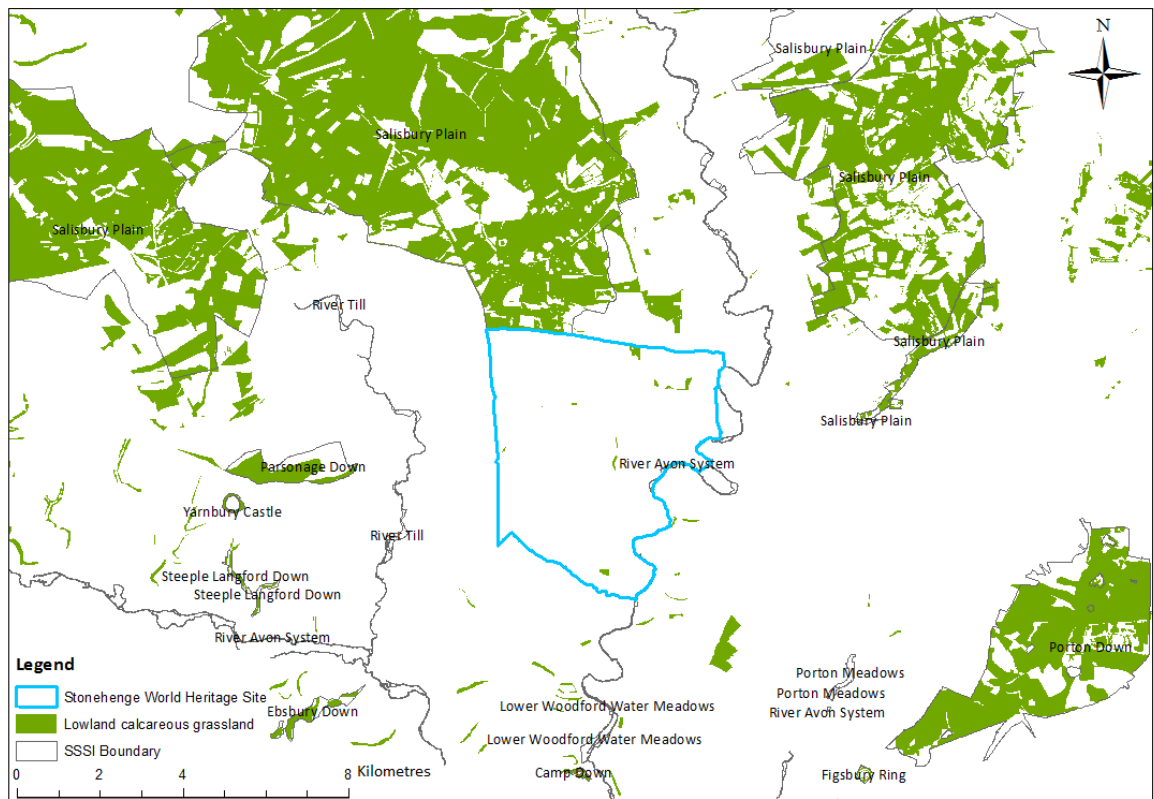 N
Salisbury Plain
Salisbury Plain
Salisbury Plain
Salisbury Plain
River Till
Salisbury Plain
Salisbury Plain
Parsonage Down
River Avon System
Yarnbury Castle
River Till
Steeple Langford Down
Steeple Langford Down
River Avon System
Porton Down
Legend
Stonehenge World Heritage Site
Lowland calcareous grassland
SSSI Boundary
0 2 4 8 Kilometres
Ebsbury Down
Porton Meadows
Porton Meadows
River Avon System
Lower Woodford Water Meadows
Lower Woodford Water Meadows
Camp Down
Figsbury Ring